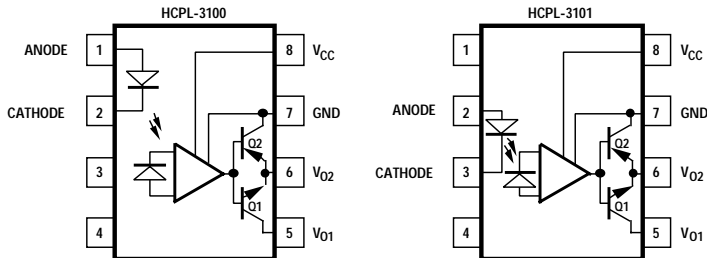 HCPL-3100
ANODE 1
8 VCC
CATHODE 2
7 GND
Q2
3
6 VO2
Q1
4
5 VO1
HCPL-3101
1
8 VCC
ANODE 2
7 GND
Q2
CATHODE 3
6 VO2
Q1
4
5 VO1